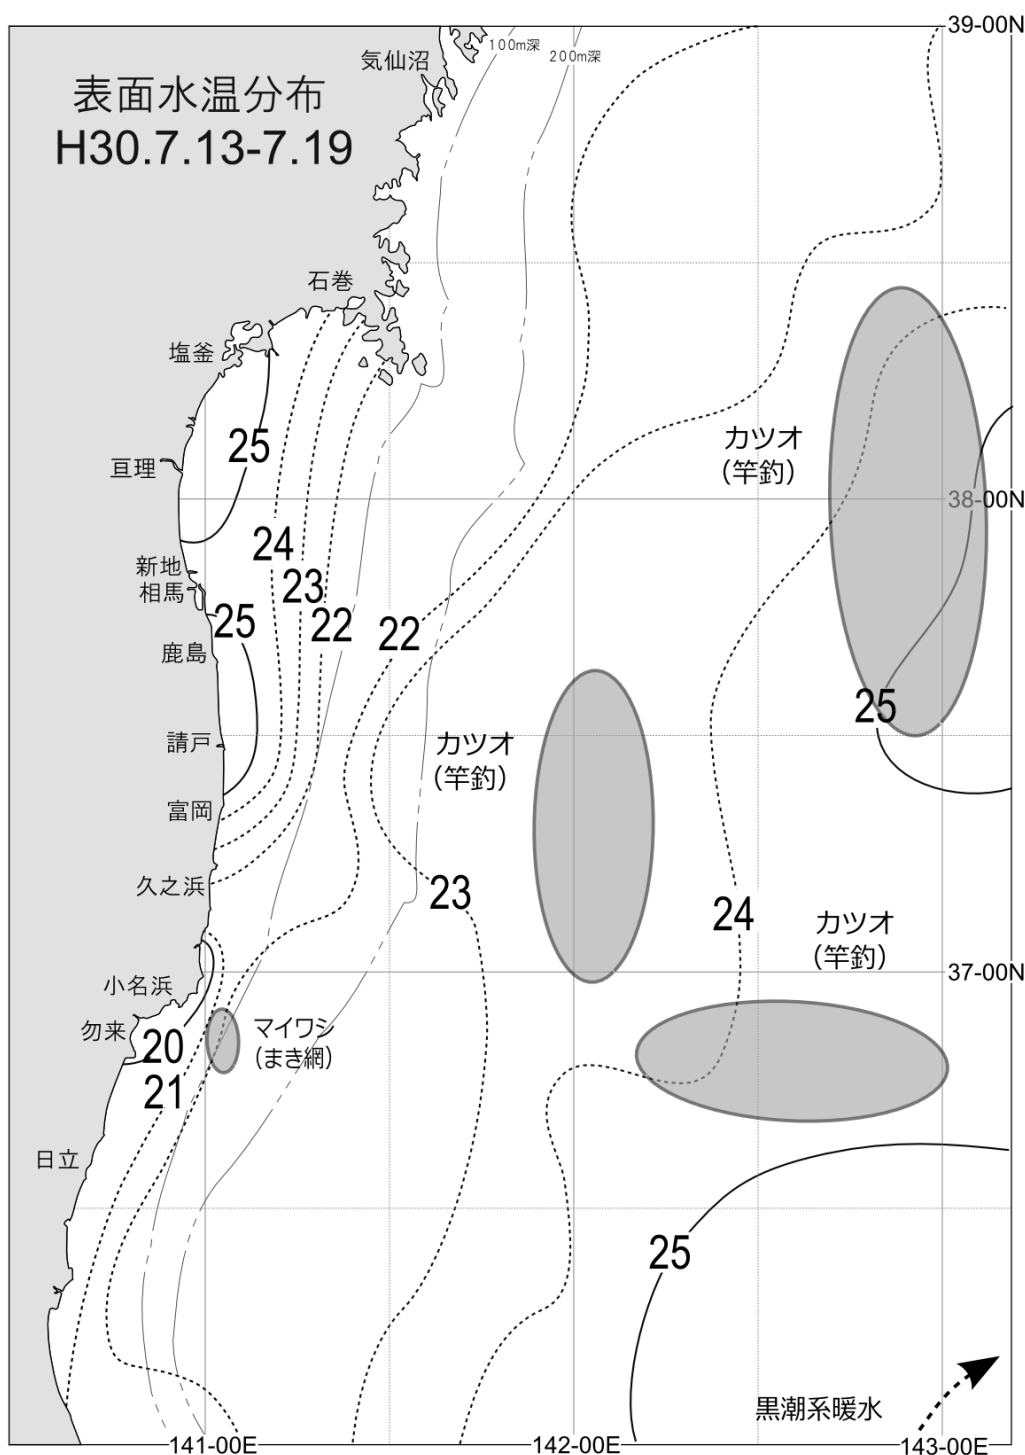 39-00N
100m深
200m深
気仙沼
表面水温分布
H30.7.13-7.19
石巻
塩釜
カツオ
(竿釣)
25
亘理
38-00N
24
新地
23
相馬
25
22
22
鹿島
25
請戸
カツオ
(竿釣)
富岡
久之浜
23
24
カツオ
(竿釣)
37-00N
小名浜
マイワシ
(まき網)
勿来
20
21
日立
25
黒潮系暖水
141-00E
142-00E
143-00E